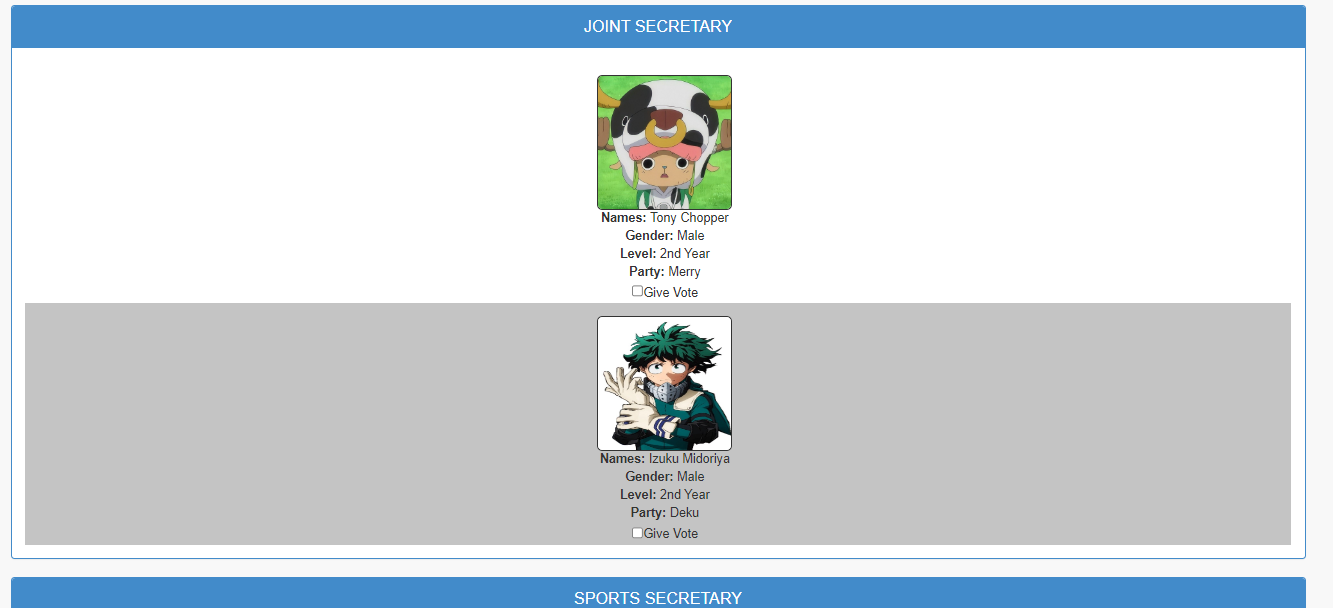 JOINT SECRETARY
Names: Tony Chopper
Gender: Male
Level: 2nd Year
Party: Merry
Give Vote
Names: Izuku Midoriya
Gender: Male
Level: 2nd Year
Party: Deku
Give Vote
SPORTS SECRETARY